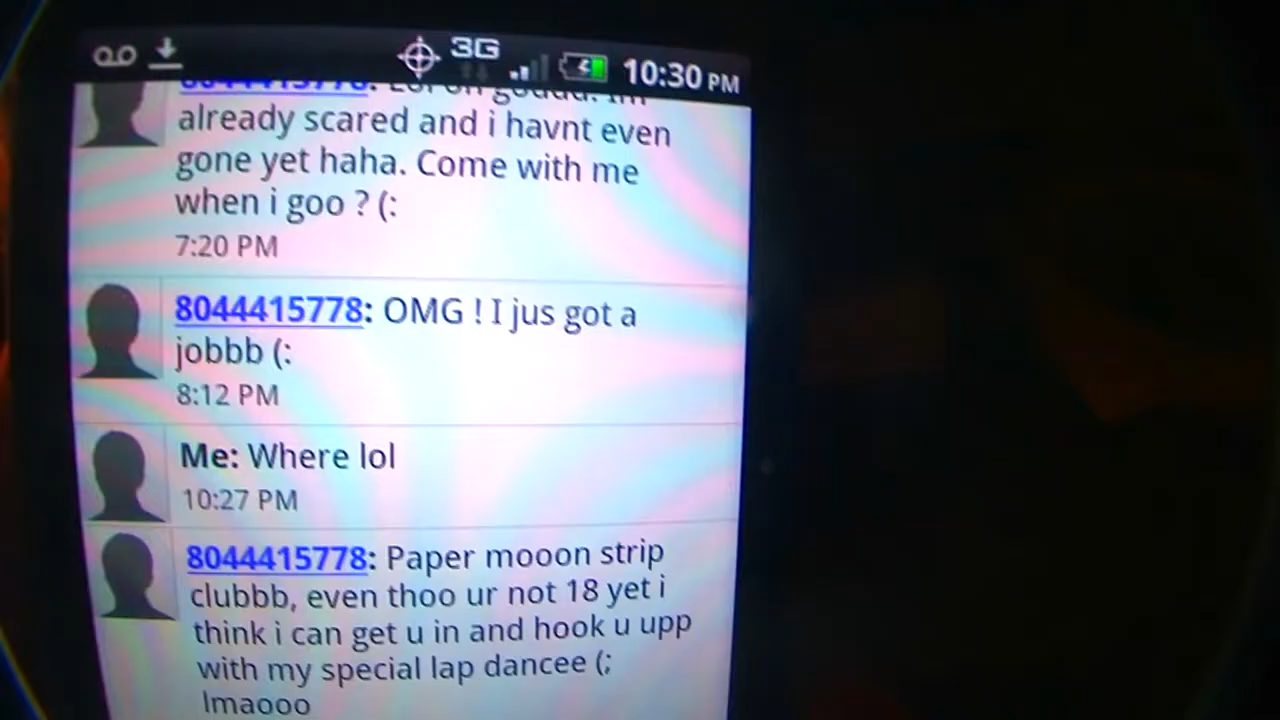 3G 10:30 PM
already scared and i havnt even
gone yet haha. Come with me
when i goo ? (:
7:20 PM
8044415778: OMG ! I jus got a
jobbb (:
8:12 PM
Me: Where lol
10:27 PM
8044415778: Paper mooon strip
clubbb, even thoo ur not 18 yet i
think i can get u in and hook u upp
with my special lap dancee (;
lmaooo